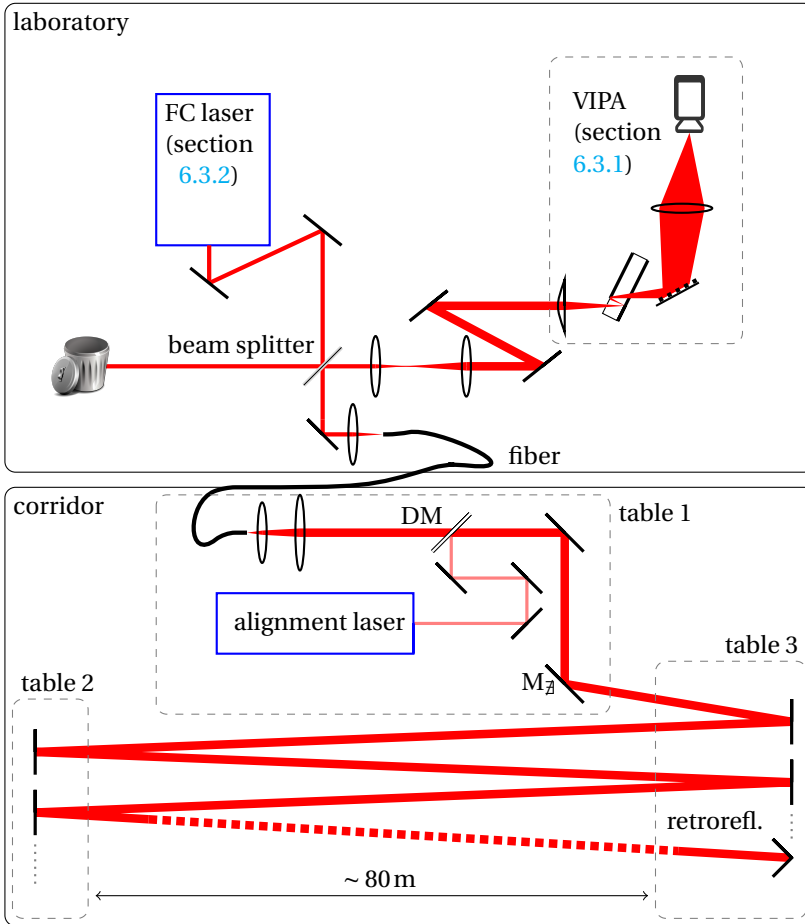 laboratory
FC laser
(section
6.3.2)
VIPA
(section
6.3.1)
beam splitter
fiber
corridor
DM
table 1
alignment laser
table 3
M∄
table 2
retrorefl.
~ 80 m